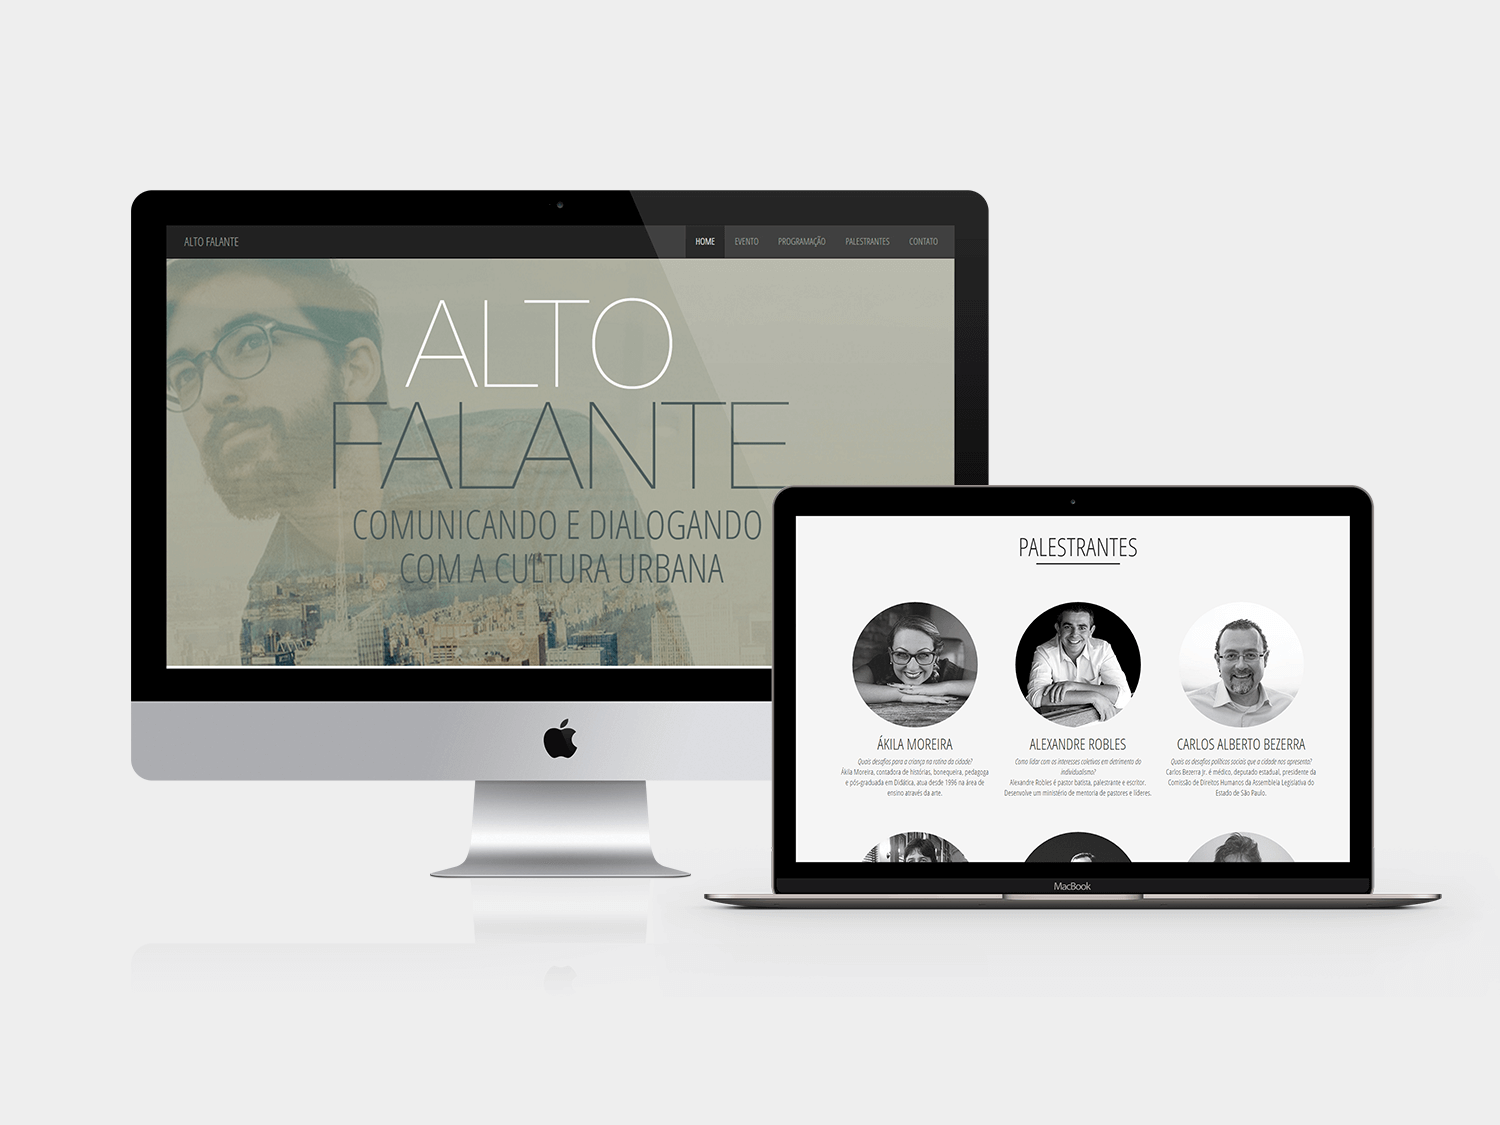 ALTO FALANTE
HOME EVENTO PROGRAMAÇÃO PALESTRANTES CONTATO
ALTO
FALANTE
COMUNICANDO E DIALOGANDO
COM A CULTURA URBANA
PALESTRANTES
ÁKILA MOREIRA
Quais desafios para a criança na rotina da cidade?
Ákila Moreira, contadora de histórias, bonequeira, pedagoga
e pós-graduada em Didática, atua desde 1996 na área de
ensino através da arte.
ALEXANDRE ROBLES
Como lidar com os interesses coletivos em detrimento do
individualismo?
Alexandre Robles é pastor batista, palestrante e escritor.
Desenvolve um ministério de mentoria de pastores e líderes.
CARLOS ALBERTO BEZERRA
Quais os desafios políticos sociais que a cidade nos apresenta?
Carlos Bezerra Jr. é médico, deputado estadual, presidente da
Comissão de Direitos Humanos da Assembleia Legislativa do
Estado de São Paulo.
MacBook